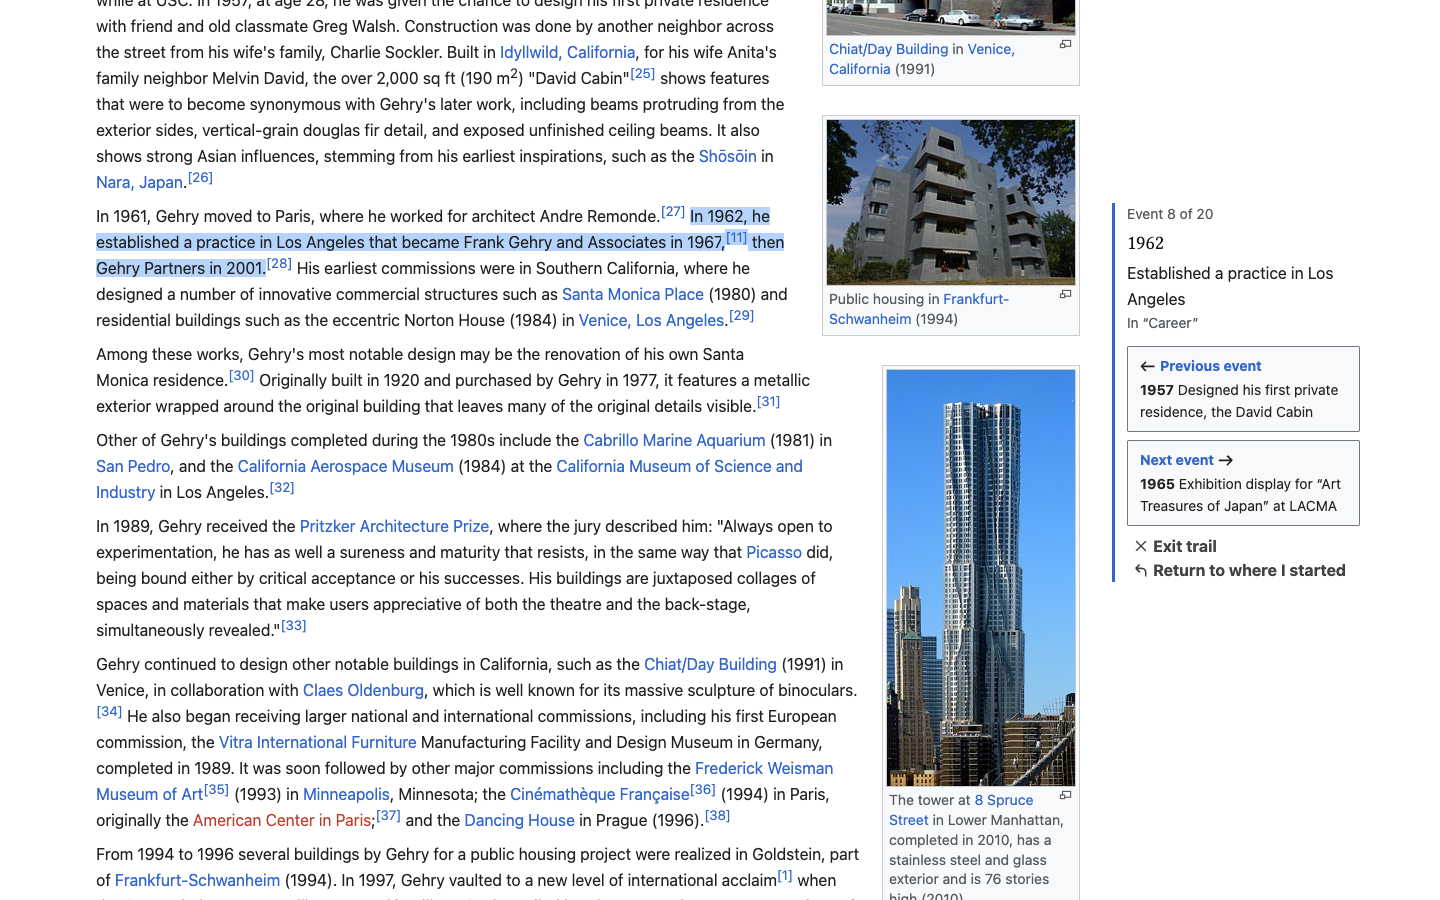 while at USC. In 1957, at age 28, he was given the chance to design his first private residence
with friend and old classmate Greg Walsh. Construction was done by another neighbor across
the street from his wife's family, Charlie Sockler. Built in Idyllwild, California, for his wife Anita's
family neighbor Melvin David, the over 2,000 sq ft (190 m2) "David Cabin"[25] shows features
that were to become synonymous with Gehry's later work, including beams protruding from the
exterior sides, vertical-grain douglas fir detail, and exposed unfinished ceiling beams. It also
shows strong Asian influences, stemming from his earliest inspirations, such as the Shōsōin in
Nara, Japan.[26]
In 1961, Gehry moved to Paris, where he worked for architect Andre Remonde.[27] In 1962, he
established a practice in Los Angeles that became Frank Gehry and Associates in 1967,[11] then
Gehry Partners in 2001.[28] His earliest commissions were in Southern California, where he
designed a number of innovative commercial structures such as Santa Monica Place (1980) and
residential buildings such as the eccentric Norton House (1984) in Venice, Los Angeles.[29]
Among these works, Gehry's most notable design may be the renovation of his own Santa
Monica residence.[30] Originally built in 1920 and purchased by Gehry in 1977, it features a metallic
exterior wrapped around the original building that leaves many of the original details visible.[31]
Other of Gehry's buildings completed during the 1980s include the Cabrillo Marine Aquarium (1981) in
San Pedro, and the California Aerospace Museum (1984) at the California Museum of Science and
Industry in Los Angeles.[32]
In 1989, Gehry received the Pritzker Architecture Prize, where the jury described him: "Always open to
experimentation, he has as well a sureness and maturity that resists, in the same way that Picasso did,
being bound either by critical acceptance or his successes. His buildings are juxtaposed collages of
spaces and materials that make users appreciative of both the theatre and the back-stage,
simultaneously revealed."[33]
Gehry continued to design other notable buildings in California, such as the Chiat/Day Building (1991) in
Venice, in collaboration with Claes Oldenburg, which is well known for its massive sculpture of binoculars.
[34] He also began receiving larger national and international commissions, including his first European
commission, the Vitra International Furniture Manufacturing Facility and Design Museum in Germany,
completed in 1989. It was soon followed by other major commissions including the Frederick Weisman
Museum of Art[35] (1993) in Minneapolis, Minnesota; the Cinémathèque Française[36] (1994) in Paris,
originally the American Center in Paris;[37] and the Dancing House in Prague (1996).[38]
From 1994 to 1996 several buildings by Gehry for a public housing project were realized in Goldstein, part
of Frankfurt-Schwanheim (1994). In 1997, Gehry vaulted to a new level of international acclaim[1] when
Chiat/Day Building in Venice,
California (1991)
Public housing in Frankfurt-
Schwanheim (1994)
The tower at 8 Spruce
Street in Lower Manhattan,
completed in 2010, has a
stainless steel and glass
exterior and is 76 stories
high (2010)
Event 8 of 20
1962
Established a practice in Los
Angeles
In “Career”
← Previous event
1957 Designed his first private
residence, the David Cabin
Next event →
1965 Exhibition display for “Art
Treasures of Japan” at LACMA
Exit trail
Return to where I started